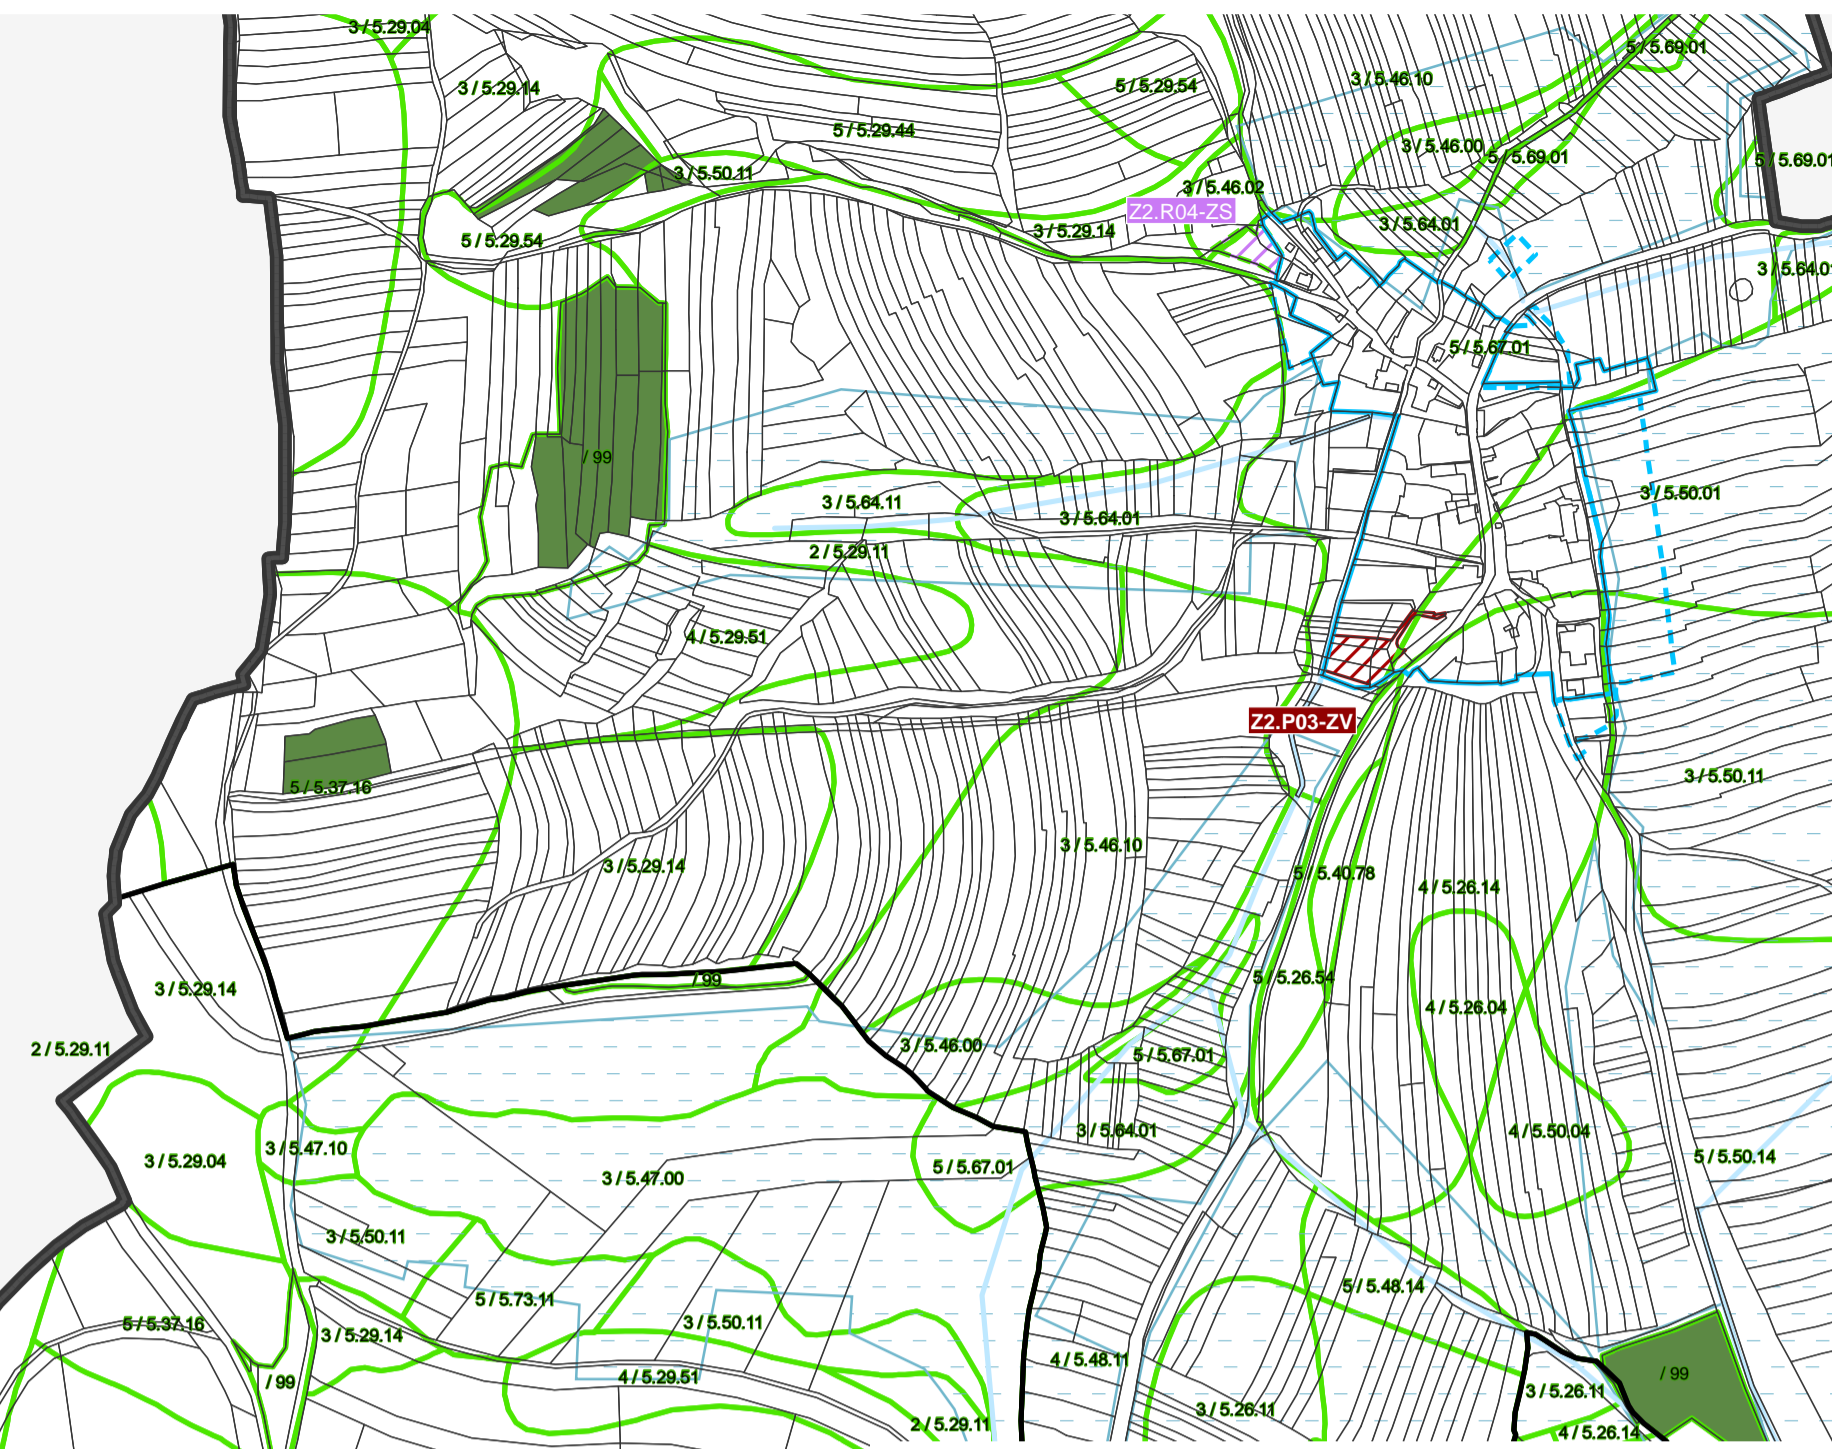 3 / 5.29.04
5 / 5.69.01
3 / 5.29.14
5 / 5.29.54
3 / 5.46.10
5 / 5.29.44
3 / 5.46.00
5 / 5.69.01
5 / 5.69.01
3 / 5.50.11
3 / 5.46.02
Z2.R04-ZS
3 / 5.64.01
3 / 5.29.14
5 / 5.29.54
3 / 5.64.01
5 / 5.67.01
/ 99
3 / 5.64.11
3 / 5.50.01
3 / 5.64.01
2 / 5.29.11
4 / 5.29.51
Z2.P03-ZV
3 / 5.50.11
5 / 5.37.16
3 / 5.46.10
3 / 5.29.14
5 / 5.40.78
4 / 5.26.14
/ 99
5 / 5.26.54
3 / 5.29.14
4 / 5.26.04
2 / 5.29.11
3 / 5.46.00
5 / 5.67.01
3 / 5.64.01
4 / 5.50.04
3 / 5.47.10
3 / 5.29.04
5 / 5.50.14
5 / 5.67.01
3 / 5.47.00
3 / 5.50.11
5 / 5.48.14
5 / 5.73.11
5 / 5.37.16
3 / 5.50.11
3 / 5.29.14
4 / 5.48.11
/ 99
4 / 5.29.51
/ 99
3 / 5.26.11
3 / 5.26.11
2 / 5.29.11
4 / 5.26.14